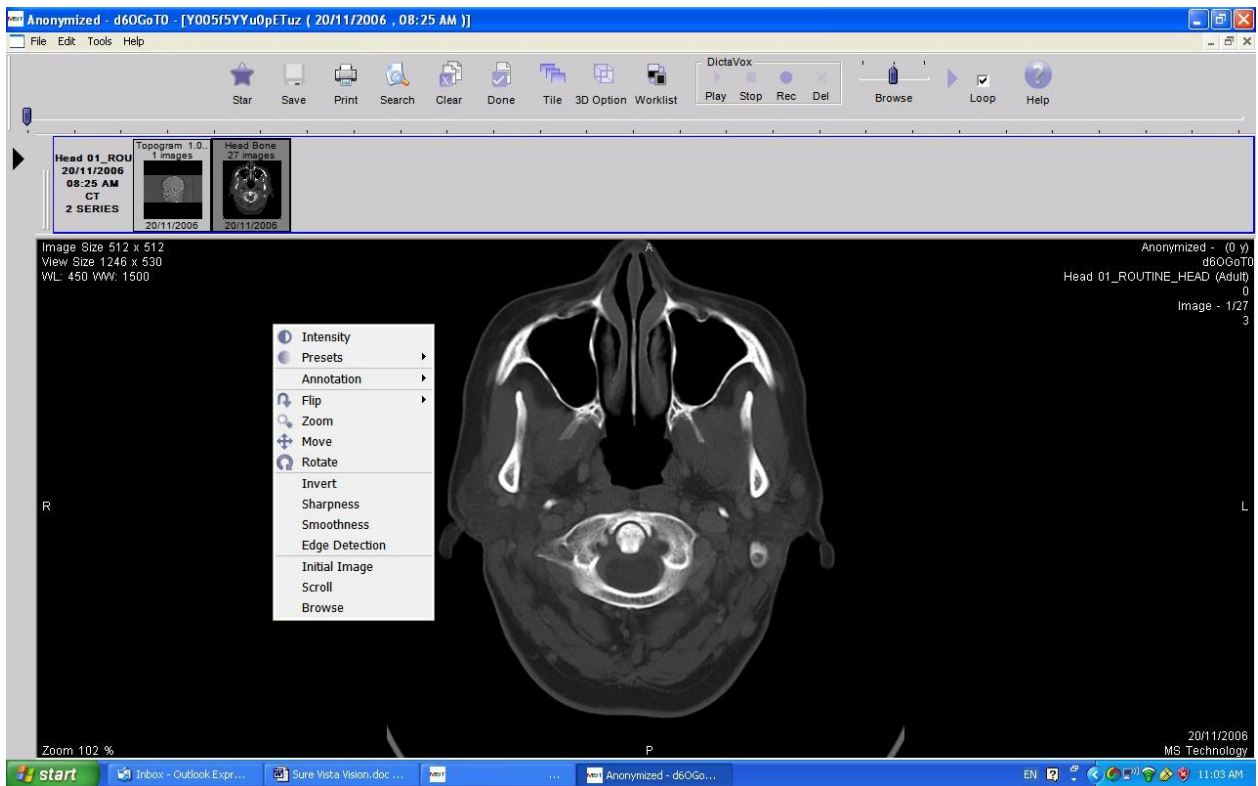 Anonymized - d6OGoT0 - [Y005f5YYu0pETuz ( 20/11/2006 , 08:25 AM )]
File Edit Tools Help
DictaVox
Star Save Print Search Clear Done Tile 3D Option Worklist Play Stop Rec Del Browse Loop Help
Head 01_ROU
20/11/2006
08:25 AM
CT
2 SERIES
Topogram 1.0..
1 images
20/11/2006
Head Bone
27 images
20/11/2006
Image Size 512 x 512
View Size 1246 x 530
WL: 450 WW: 1500
A
Anonymized - (0 y)
d6OGoT0
Head 01_ROUTINE_HEAD (Adult)
0
Image - 1/27
3
Intensity
Presets
Annotation
Flip
Zoom
Move
Rotate
Invert
Sharpness
Smoothness
Edge Detection
Initial Image
Scroll
Browse
R
L
Zoom 102 %
P
20/11/2006
MS Technology
start Inbox - Outlook Expr... Sure Vista Vision.doc ... ... Anonymized - d6OGo... EN 11:03 AM